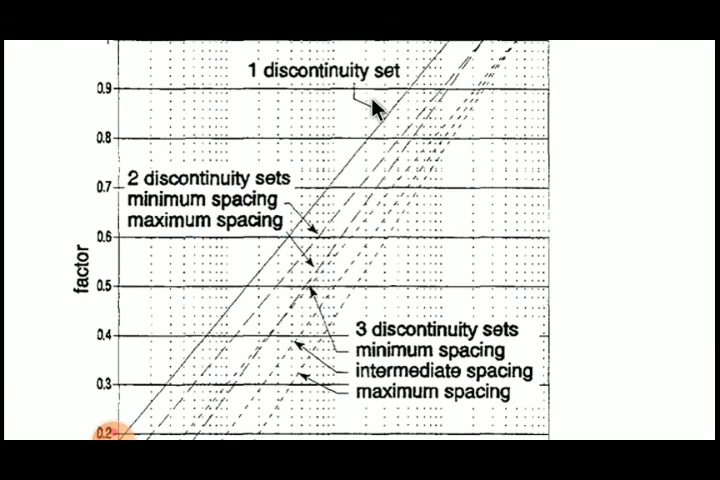 1 discontinuity set
0.9
0.8
2 discontinuity sets
0.7
minimum spacing
maximum spacing
0.6
factor
0.5
3 discontinuity sets
0.4
minimum spacing
intermediate spacing
0.3
maximum spacing
0.2